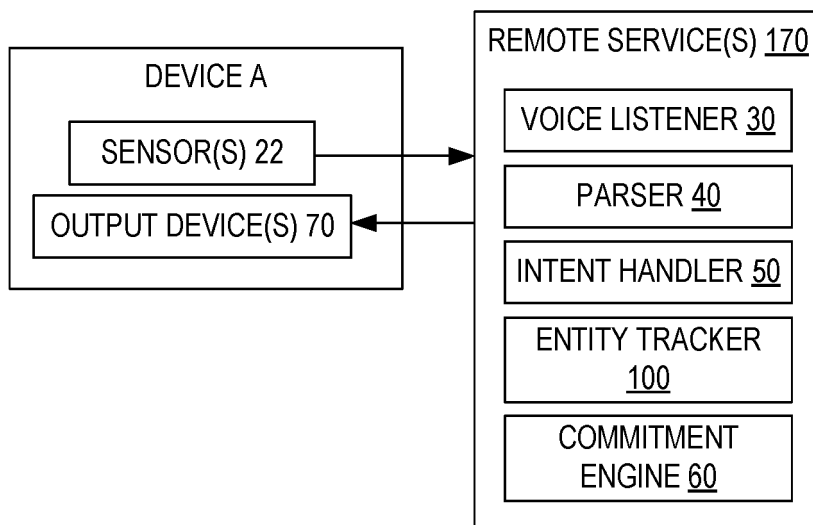 DEVICE A
SENSOR(S) 22
OUTPUT DEVICE(S) 70
REMOTE SERVICE(S) 170
VOICE LISTENER 30
PARSER 40
INTENT HANDLER 50
ENTITY TRACKER
100
COMMITMENT
ENGINE 60